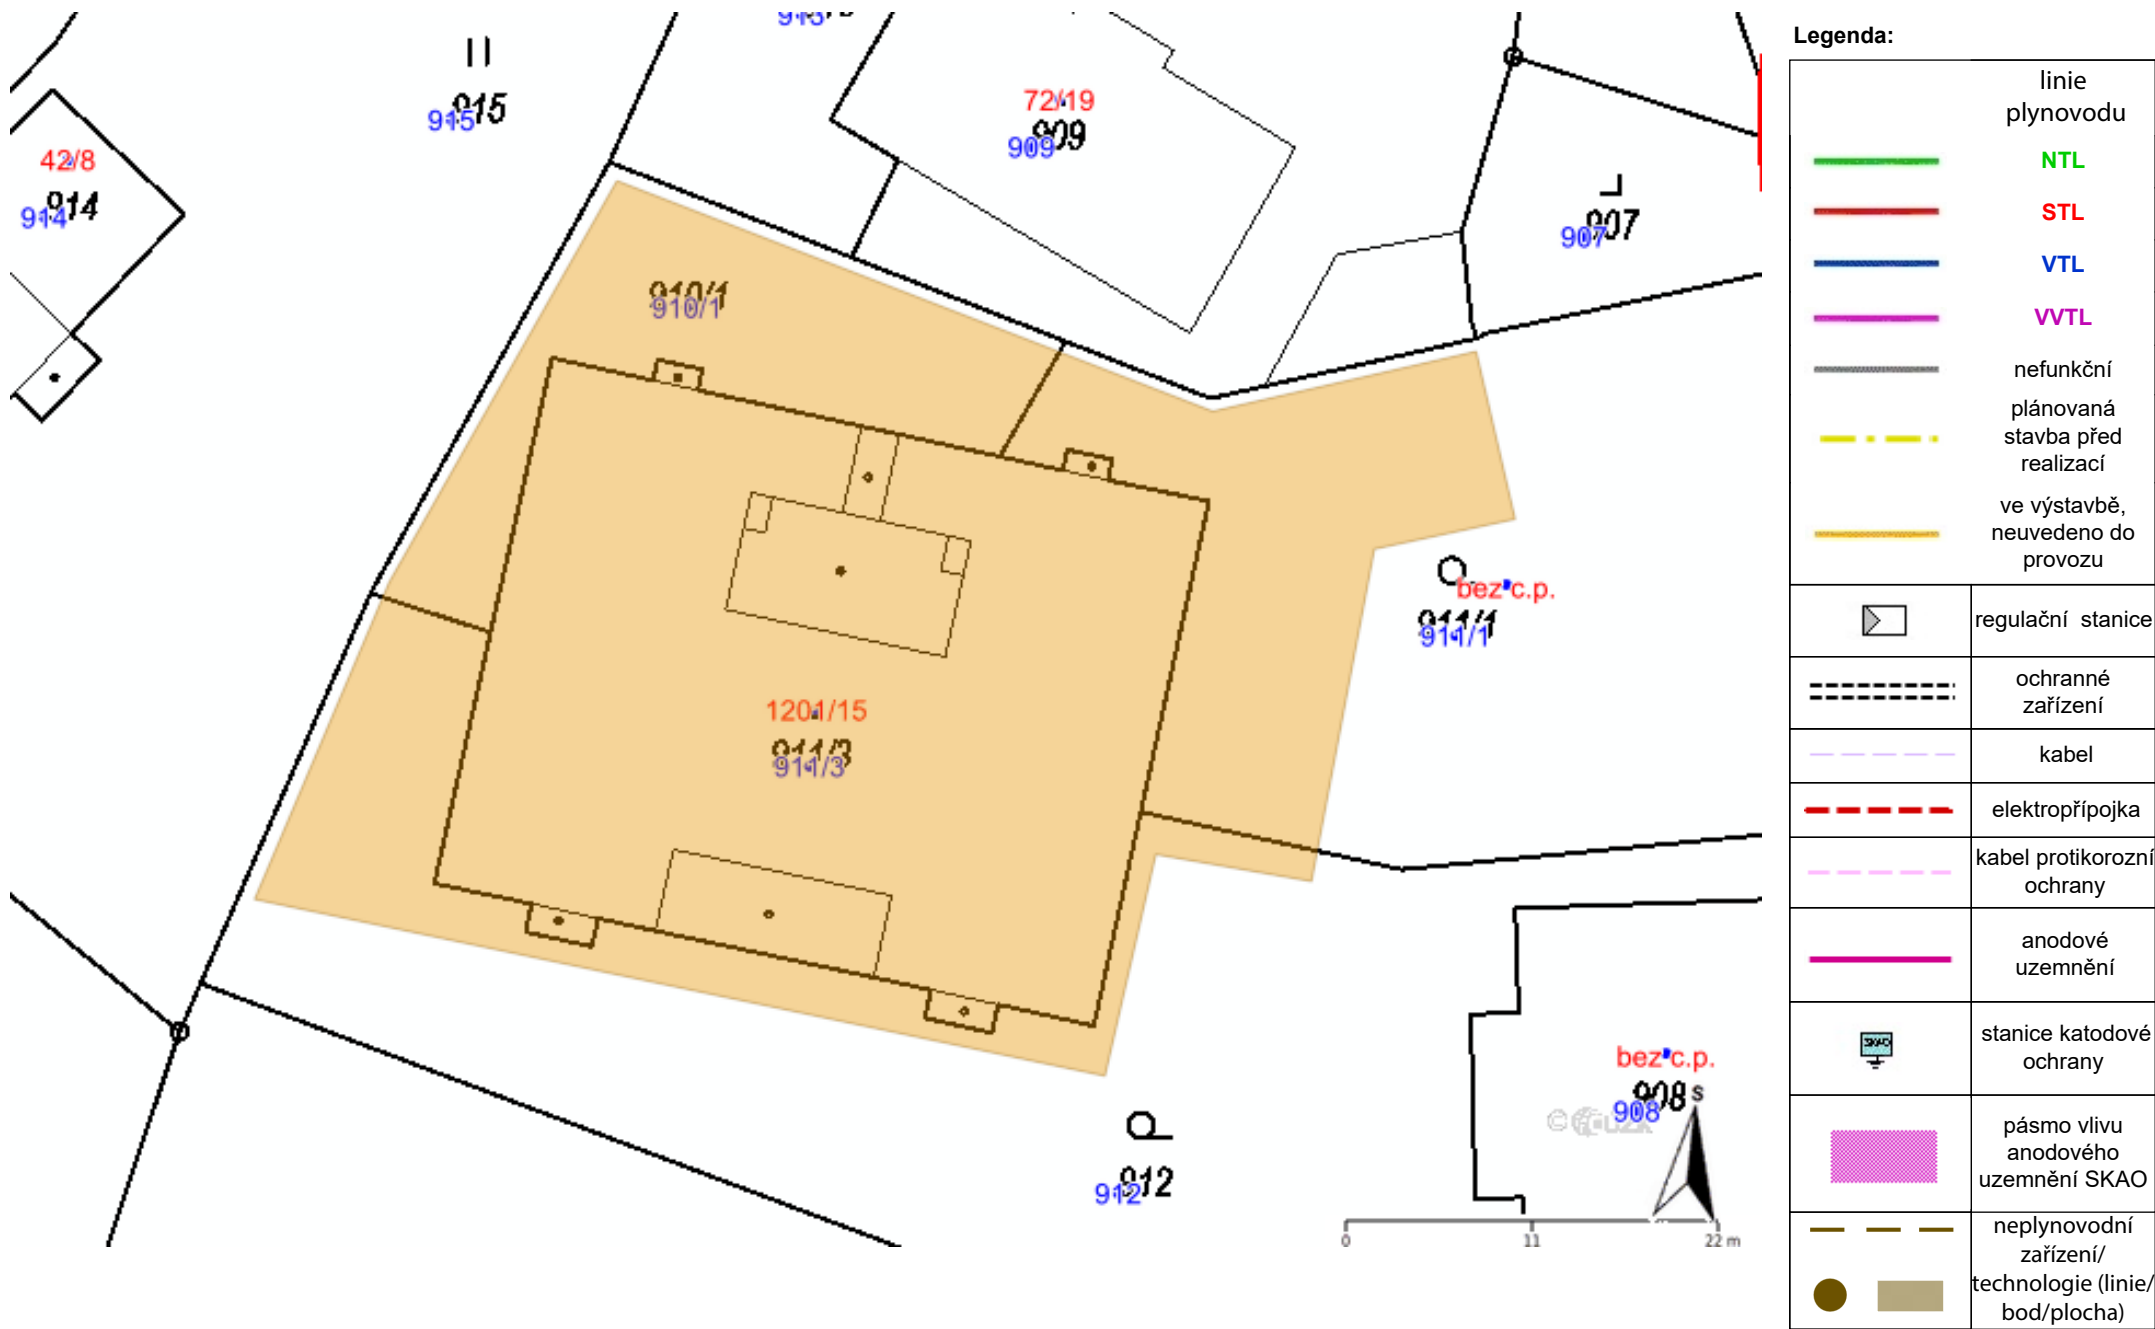 915
915
72/19
909
909
42/8
914
914
907
907
910/1
910/1
bez č.p.
911/1
911/1
1201/15
911/3
911/3
bez č.p.
908
908
S
912
912
0
11
22 m
Legenda:
linie
plynovodu
NTL
STL
VTL
VVTL
nefunkční
plánovaná
stavba před
realizací
ve výstavbě,
neuvedeno do
provozu
regulační stanice
ochranné
zařízení
kabel
elektropřípojka
kabel protikorozní
ochrany
anodové
uzemnění
SKAO
stanice katodové
ochrany
pásmo vlivu
anodového
uzemnění SKAO
neplynovodní
zařízení/
technologie (linie/
bod/plocha)